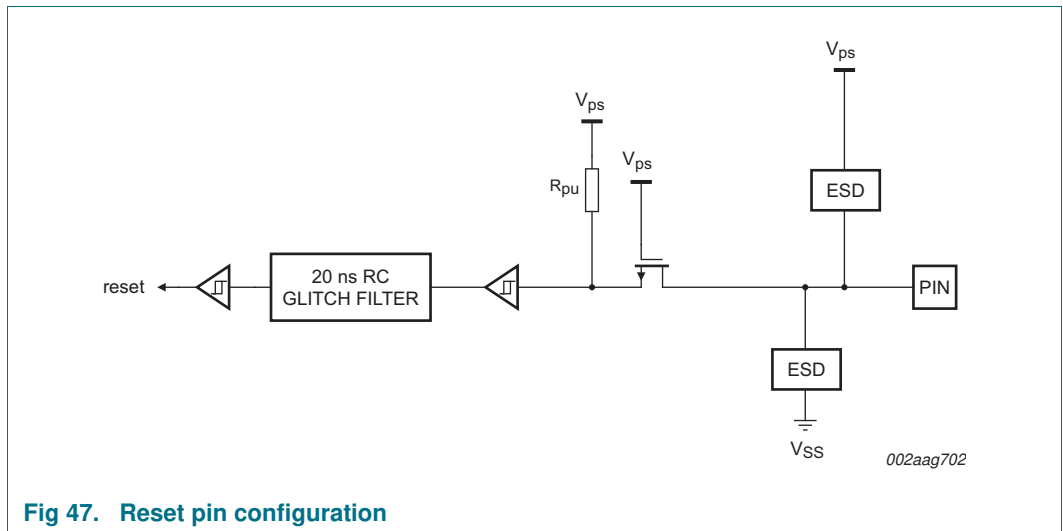 Vps
Vps
Vps
Rpu
ESD
reset
20 ns RC
GLITCH FILTER
PIN
ESD
VSS
002aag702
Fig 47. Reset pin configuration